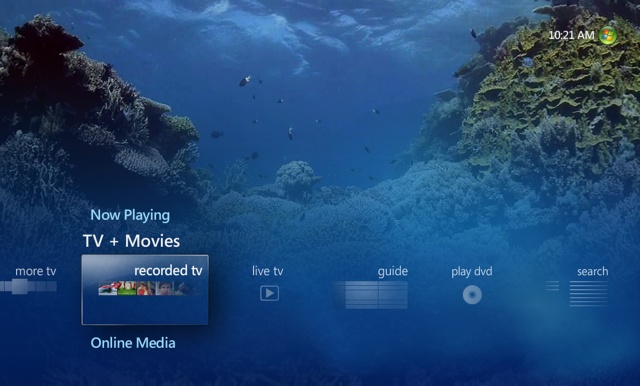 10:21 AM
Now Playing
TV + Movies
more tv
recorded tv
live tv
guide
play dvd
search
Online Media